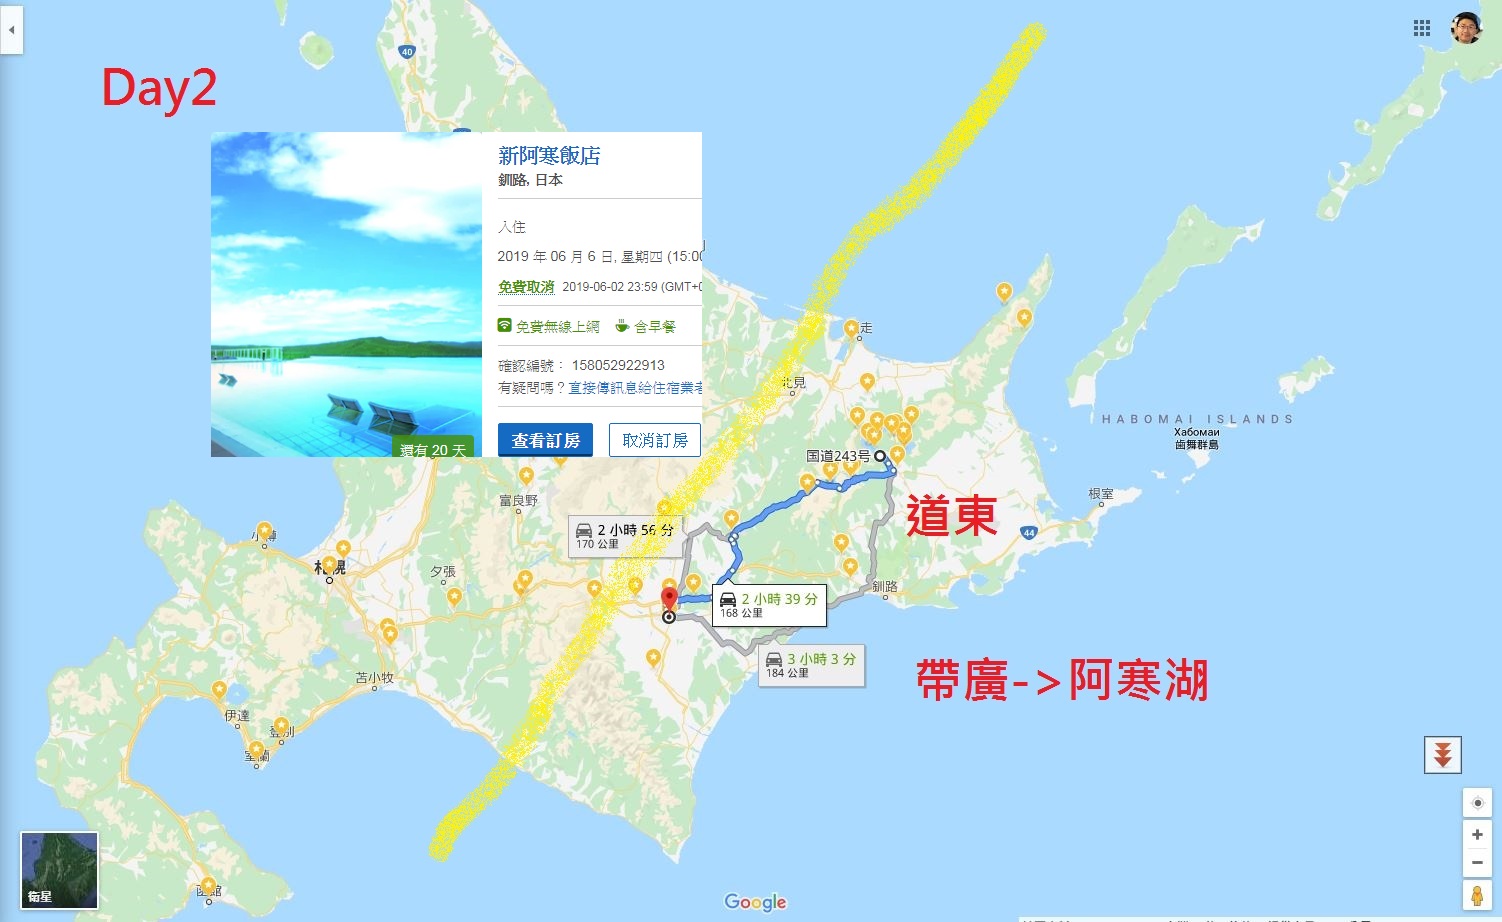 Day2
新阿寒飯店
釧路, 日本
入住
2019 年 06 月 6 日, 星期四 (15:00
免費取消 2019-06-02 23:59 (GMT+0
免費無線上網 含早餐
確認編號： 158052922913
有疑問嗎？直接傳訊息給住宿業者
還有 20 天
查看訂房
取消訂房
40
走
北見
HABOMAI ISLANDS
Хабомаи
歯舞群島
国道243号
根室
富良野
道東
44
2 小時 56 分
170 公里
小樽
札幌
夕張
釧路
2 小時 39 分
168 公里
3 小時 3 分
184 公里
帶廣->阿寒湖
苫小牧
伊達
登別
室蘭
函館
衛星
Google